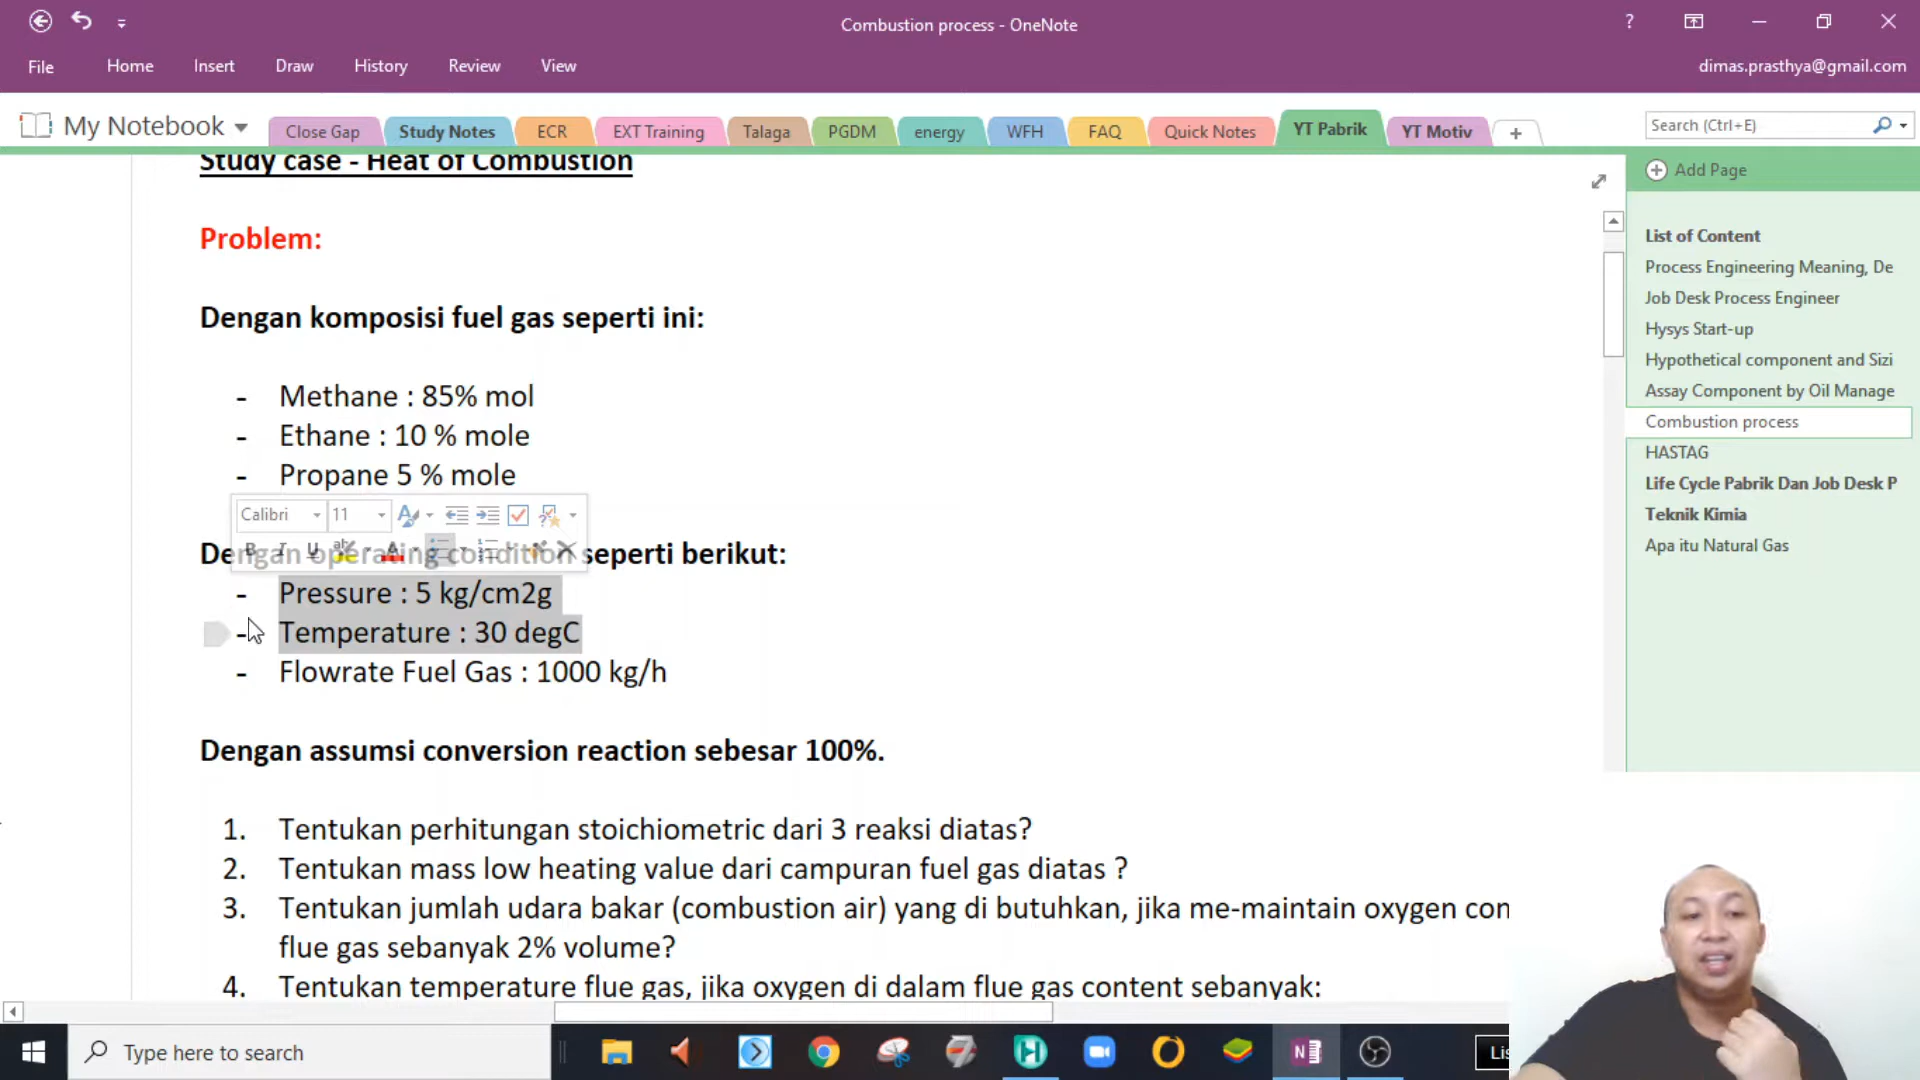 Combustion process - OneNote
?
File
Home
Insert
Draw
History
Review
View
dimas.prasthya@gmail.com
My Notebook
Close Gap
Study Notes
ECR
EXT Training
Talaga
PGDM
energy
WFH
FAQ
Quick Notes
YT Pabrik
YT Motiv
Search (Ctrl+E)
Add Page
List of Content
Process Engineering Meaning, De
Job Desk Process Engineer
Hysys Start-up
Hypothetical component and Sizi
Assay Component by Oil Manage
Combustion process
HASTAG
Life Cycle Pabrik Dan Job Desk P
Teknik Kimia
Apa itu Natural Gas
Study case - Heat of Combustion
Problem:
Dengan komposisi fuel gas seperti ini:
- Methane : 85% mol
- Ethane : 10 % mole
- Propane 5 % mole
Calibri 11
B I U
Dengan operating condition seperti berikut:
- Pressure : 5 kg/cm2g
- Temperature : 30 degC
- Flowrate Fuel Gas : 1000 kg/h
Dengan assumsi conversion reaction sebesar 100%.
1. Tentukan perhitungan stoichiometric dari 3 reaksi diatas?
2. Tentukan mass low heating value dari campuran fuel gas diatas ?
3. Tentukan jumlah udara bakar (combustion air) yang di butuhkan, jika me-maintain oxygen con
flue gas sebanyak 2% volume?
4. Tentukan temperature flue gas, jika oxygen di dalam flue gas content sebanyak:
Type here to search